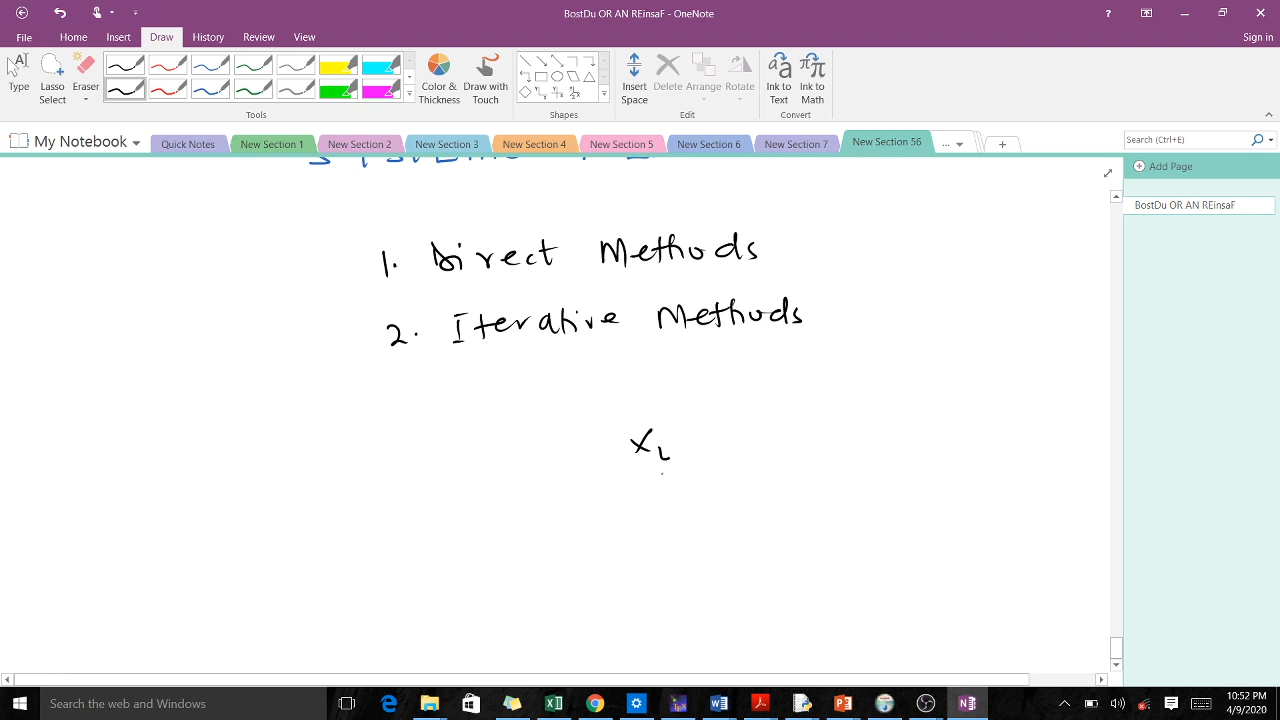 BostDu OR AN REinsaF - OneNote
Sign in
File Home Insert Draw History Review View
Type Lasso Select Eraser Color & Thickness Draw with Touch Insert Space Delete Arrange Rotate Ink to Text Ink to Math
Tools Shapes Edit Convert
My Notebook Quick Notes New Section 1 New Section 2 New Section 3 New Section 4 New Section 5 New Section 6 New Section 7 New Section 56 ... Search (Ctrl+E)
Add Page
BostDu OR AN REinsaF
1. Direct Methods
2. Iterative Methods
Search the web and Windows
10:52 PM
4/9/2020